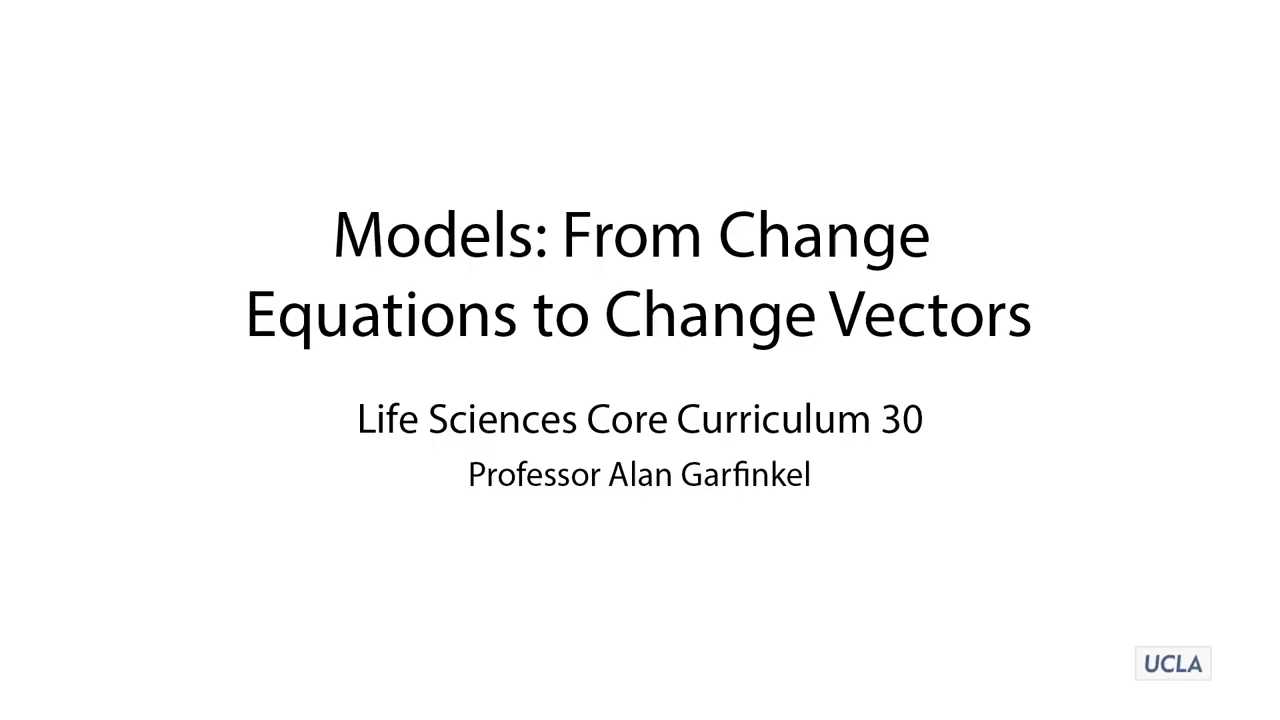 Models: From Change
Equations to Change Vectors
Life Sciences Core Curriculum 30
Professor Alan Garfinkel
UCLA